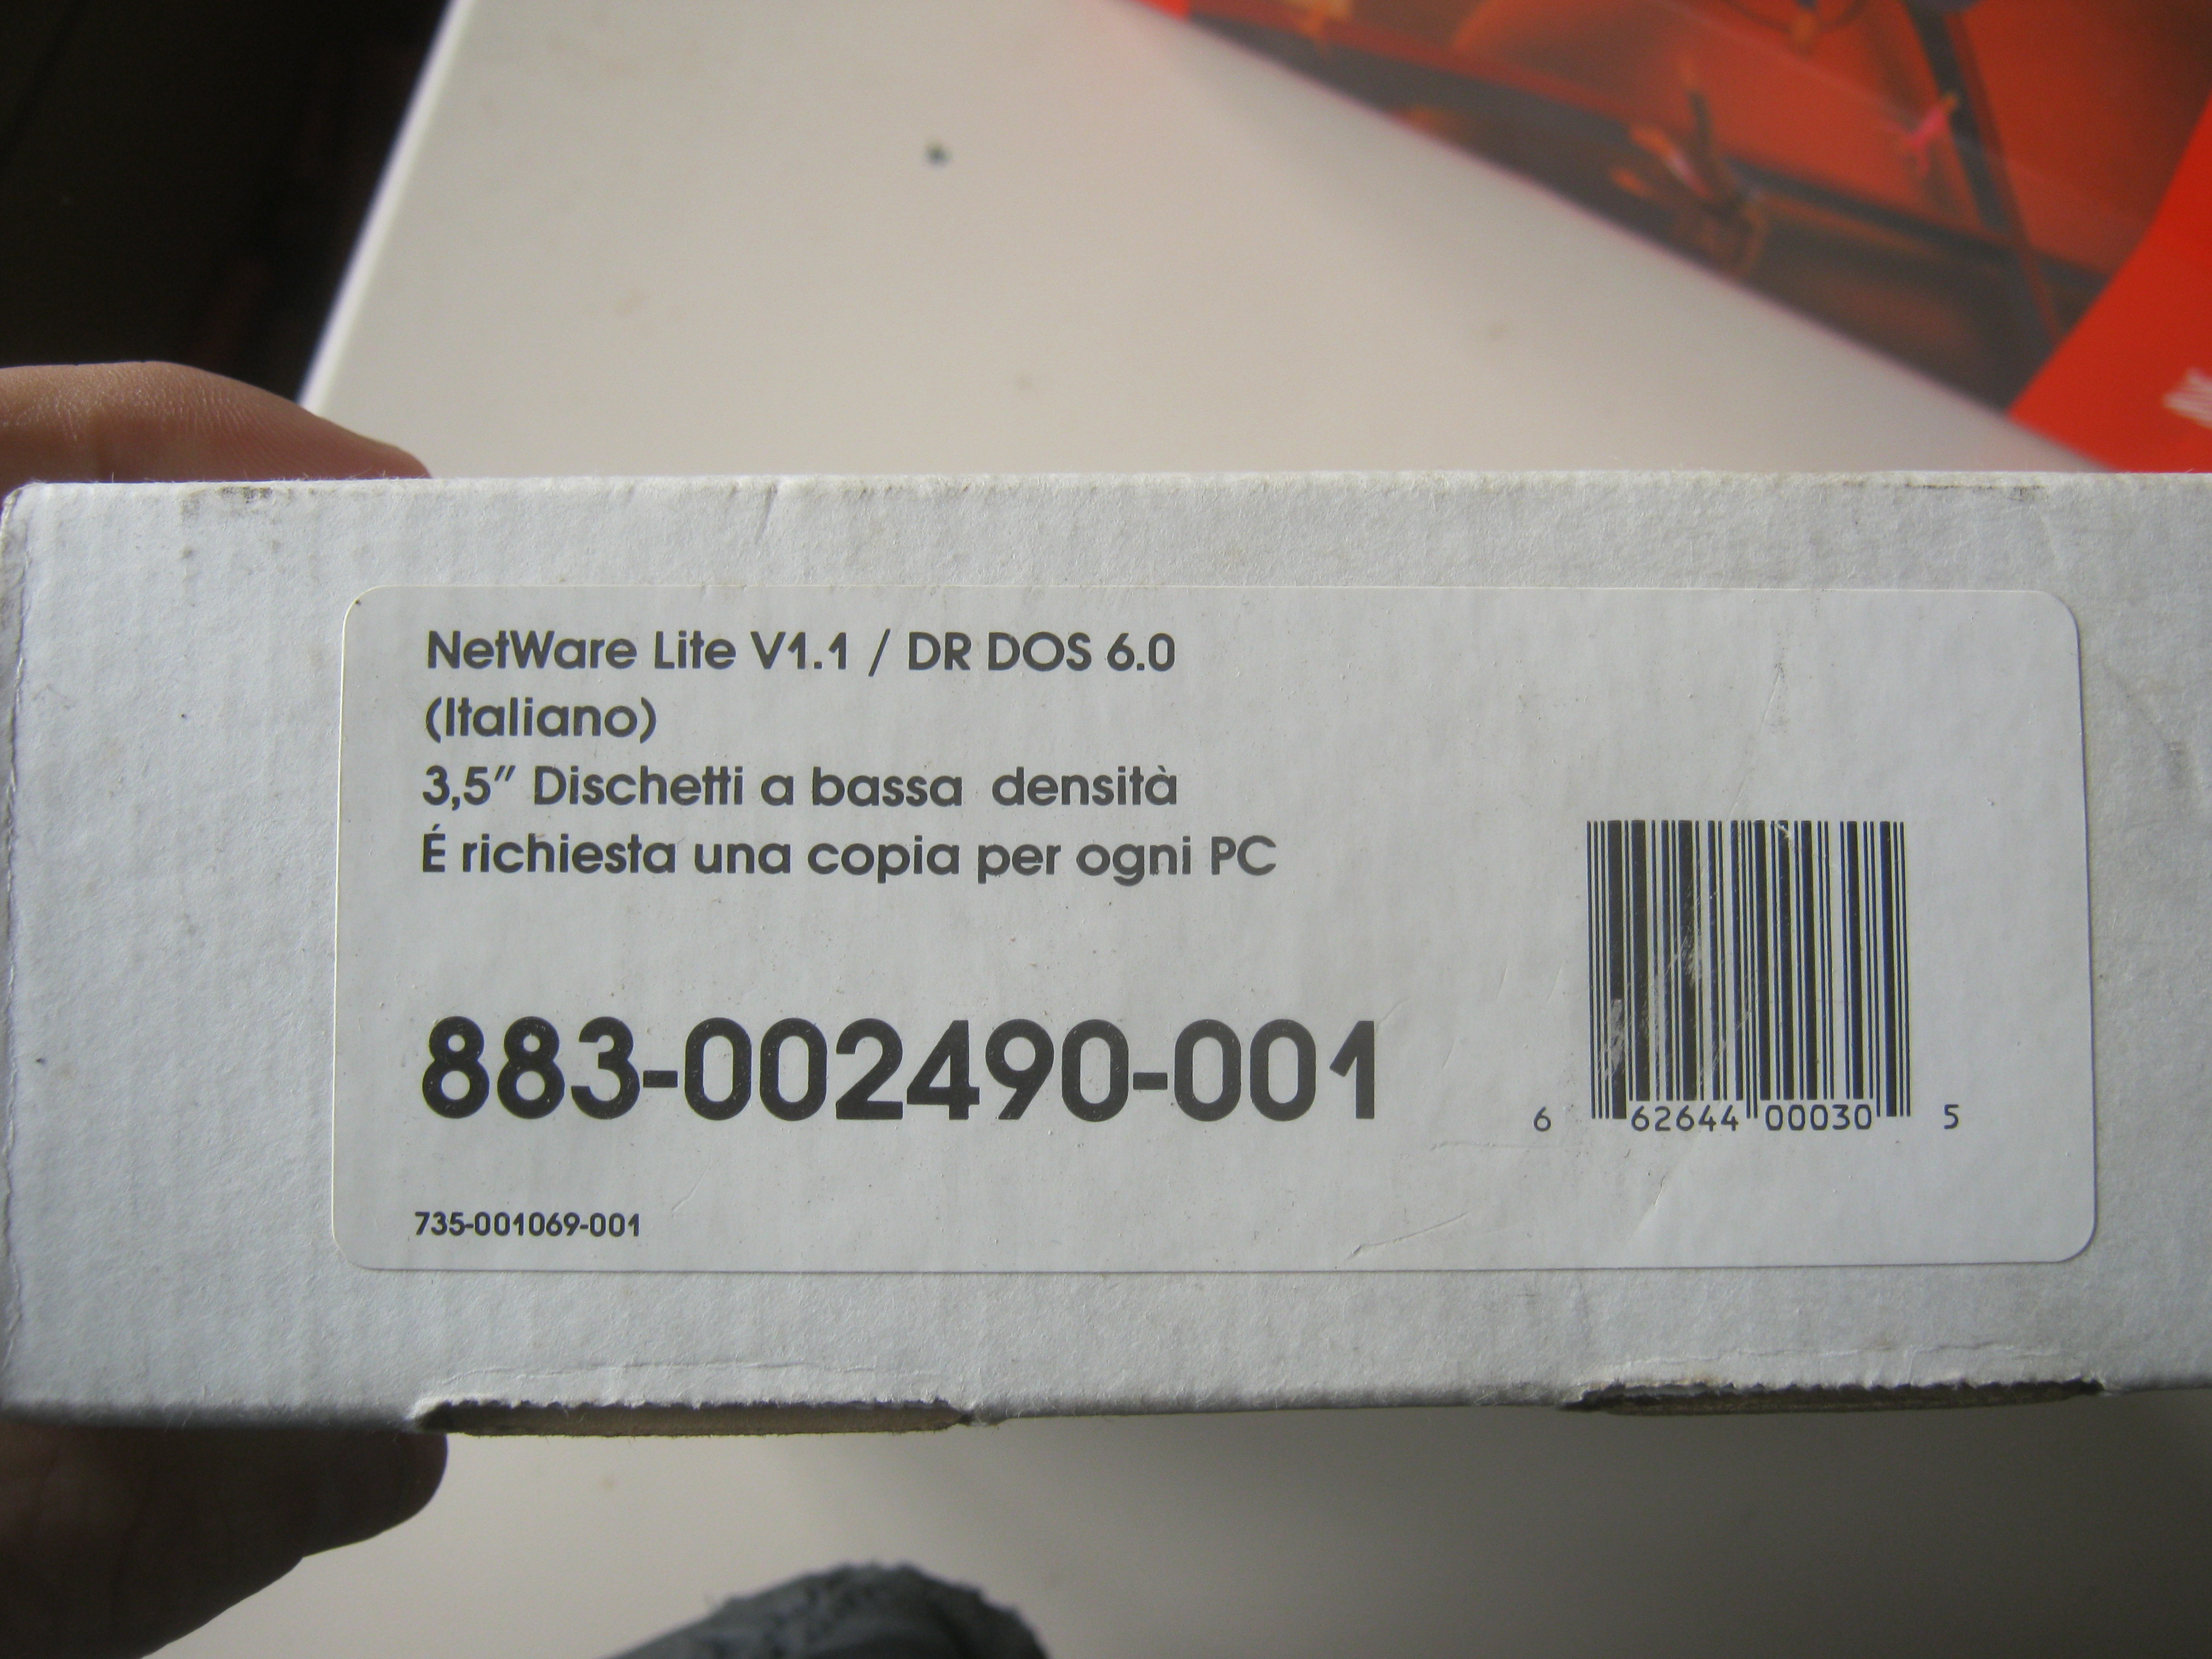 NetWare Lite V1.1 / DR DOS 6.0
(Italiano)
3,5″ Dischetti a bassa densità
É richiesta una copia per ogni PC
883-002490-001
6 62644 00030 5
735-001069-001